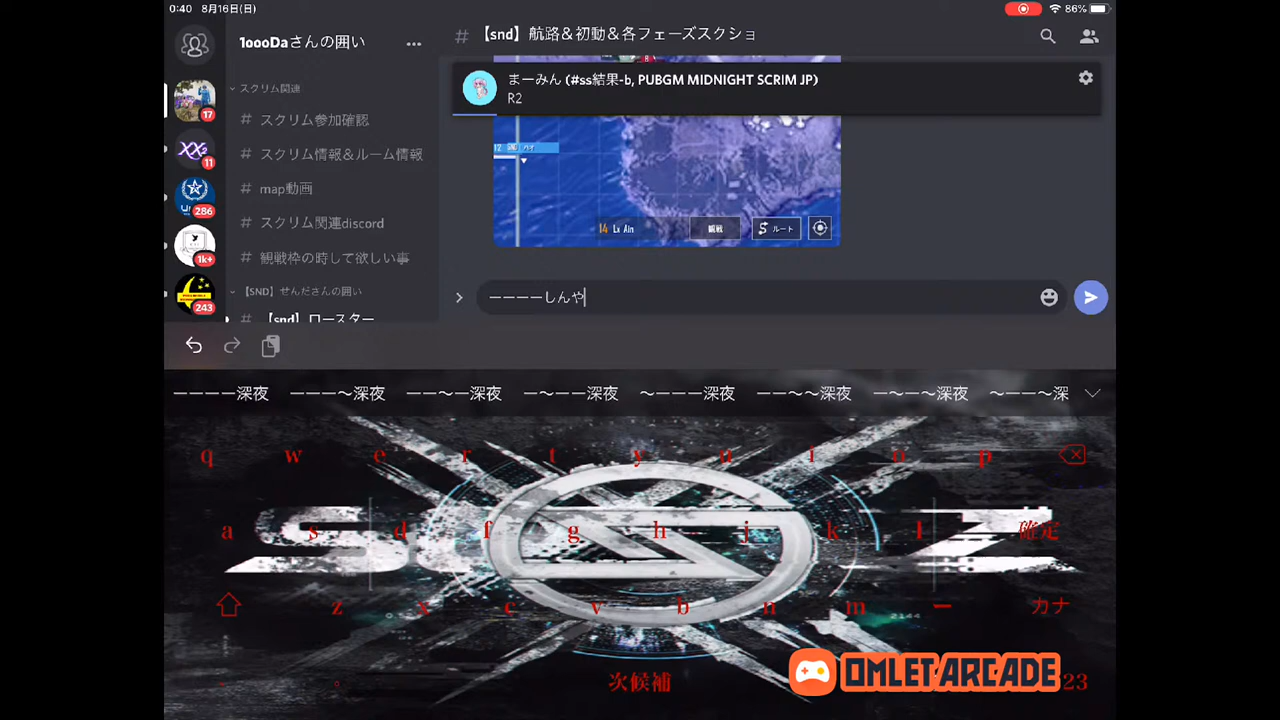 0:40 8月16日(日)
86%
1oooDaさんの囲い
【snd】航路＆初動＆各フェーズスクショ
まーみん (#ss結果-b, PUBGM MIDNIGHT SCRIM JP)
R2
スクリム関連
スクリム参加確認
スクリム情報＆ルーム情報
map動画
スクリム関連discord
観戦枠の時して欲しい事
【SND】せんださんの囲い
【snd】ロースター
17
XX2
11
286
1k+
243
14 Lx Aln
観戦
ルート
ーーーーしんや
ーーーー深夜 ーーー〜深夜 ーー〜ー深夜 ー〜ーー深夜 〜ーーー深夜 ーー〜〜深夜 ー〜ー〜深夜 〜ーー〜深
q w e r t y u i o p
a s d f g h j k l 確定
z x c v b n m ー カナ
、 。 次候補 23
OMLET ARCADE